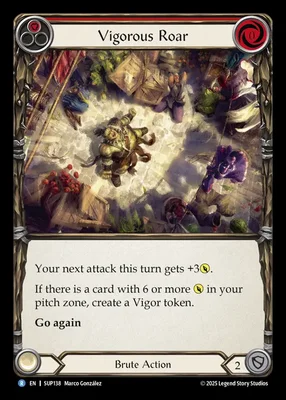 Vigorous Roar
Your next attack this turn gets +3.
If there is a card with 6 or more in your
pitch zone, create a Vigor token.
Go again
Brute Action
2
R EN | SUP138 Marco González
©2025 Legend Story Studios